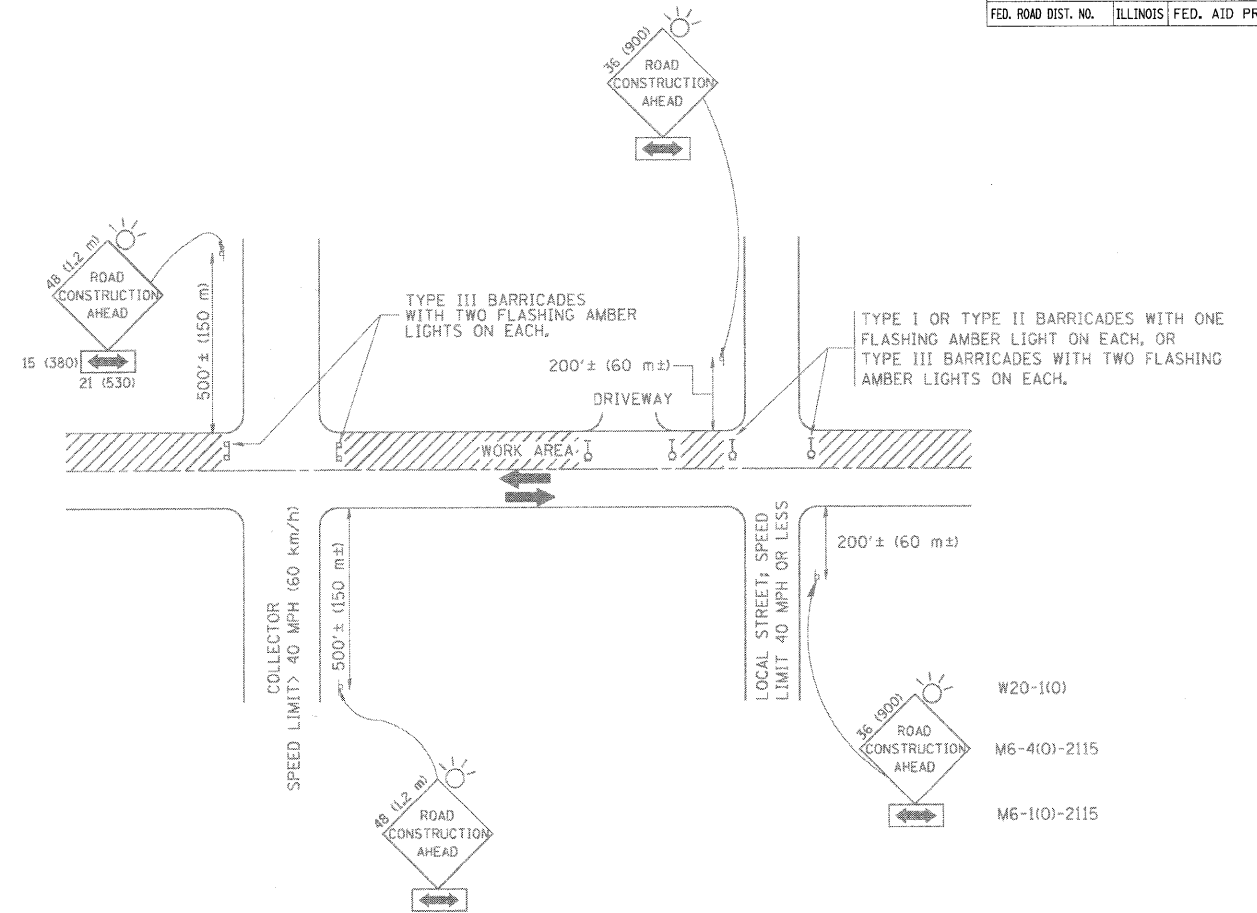 FED. ROAD DIST. NO. ILLINOIS FED. AID PR
36 (900)
ROAD
CONSTRUCTION
AHEAD
48 (1.2 m)
ROAD
CONSTRUCTION
AHEAD
15 (380)
21 (530)
500'± (150 m)
TYPE III BARRICADES
WITH TWO FLASHING AMBER
LIGHTS ON EACH.
TYPE I OR TYPE II BARRICADES WITH ONE
FLASHING AMBER LIGHT ON EACH, OR
TYPE III BARRICADES WITH TWO FLASHING
AMBER LIGHTS ON EACH.
200'± (60 m±)
DRIVEWAY
WORK AREA
COLLECTOR
SPEED LIMIT> 40 MPH (60 km/h)
500'± (150 m±)
LOCAL STREET; SPEED
LIMIT 40 MPH OR LESS
200'± (60 m±)
48 (1.2 m)
ROAD
CONSTRUCTION
AHEAD
36 (900)
ROAD
CONSTRUCTION
AHEAD
W20-1(O)
M6-4(O)-2115
M6-1(O)-2115